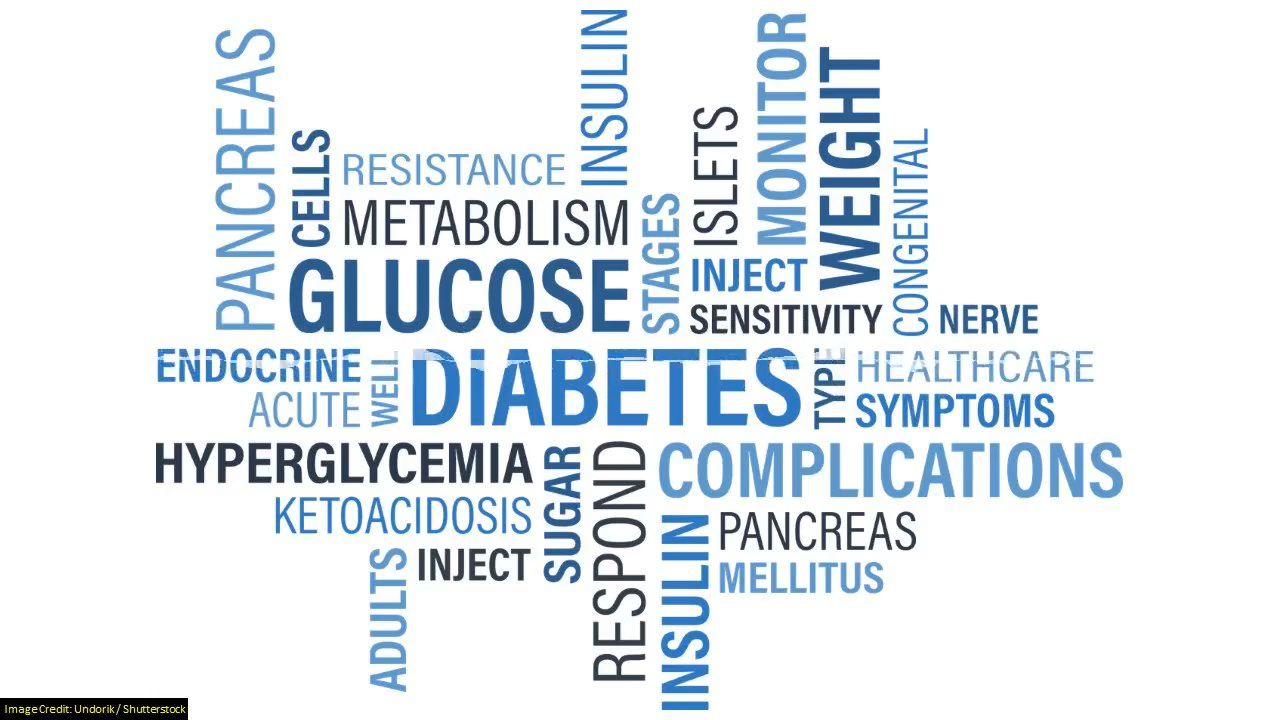 PANCREAS
CELLS
RESISTANCE
INSULIN
METABOLISM
GLUCOSE
STAGES
ISLETS
MONITOR
WEIGHT
CONGENITAL
INJECT
SENSITIVITY
NERVE
ENDOCRINE
WELL
DIABETES
TYPE
HEALTHCARE
ACUTE
SYMPTOMS
HYPERGLYCEMIA
SUGAR
RESPOND
COMPLICATIONS
KETOACIDOSIS
INSULIN
PANCREAS
ADULTS
INJECT
MELLITUS
Image Credit: Undorik / Shutterstock